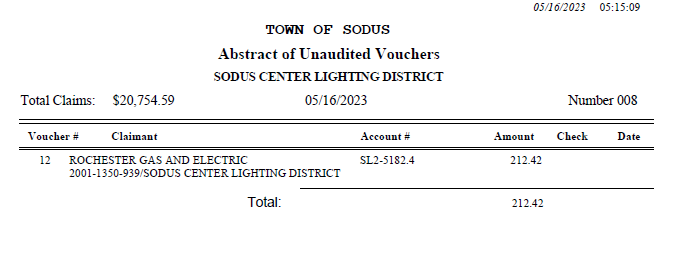 05/16/2023 05:15:09
TOWN OF SODUS
Abstract of Unaudited Vouchers
SODUS CENTER LIGHTING DISTRICT
Total Claims: $20,754.59 05/16/2023 Number 008
Voucher # Claimant Account # Amount Check Date
12 ROCHESTER GAS AND ELECTRIC SL2-5182.4 212.42
2001-1350-939/SODUS CENTER LIGHTING DISTRICT
Total: 212.42